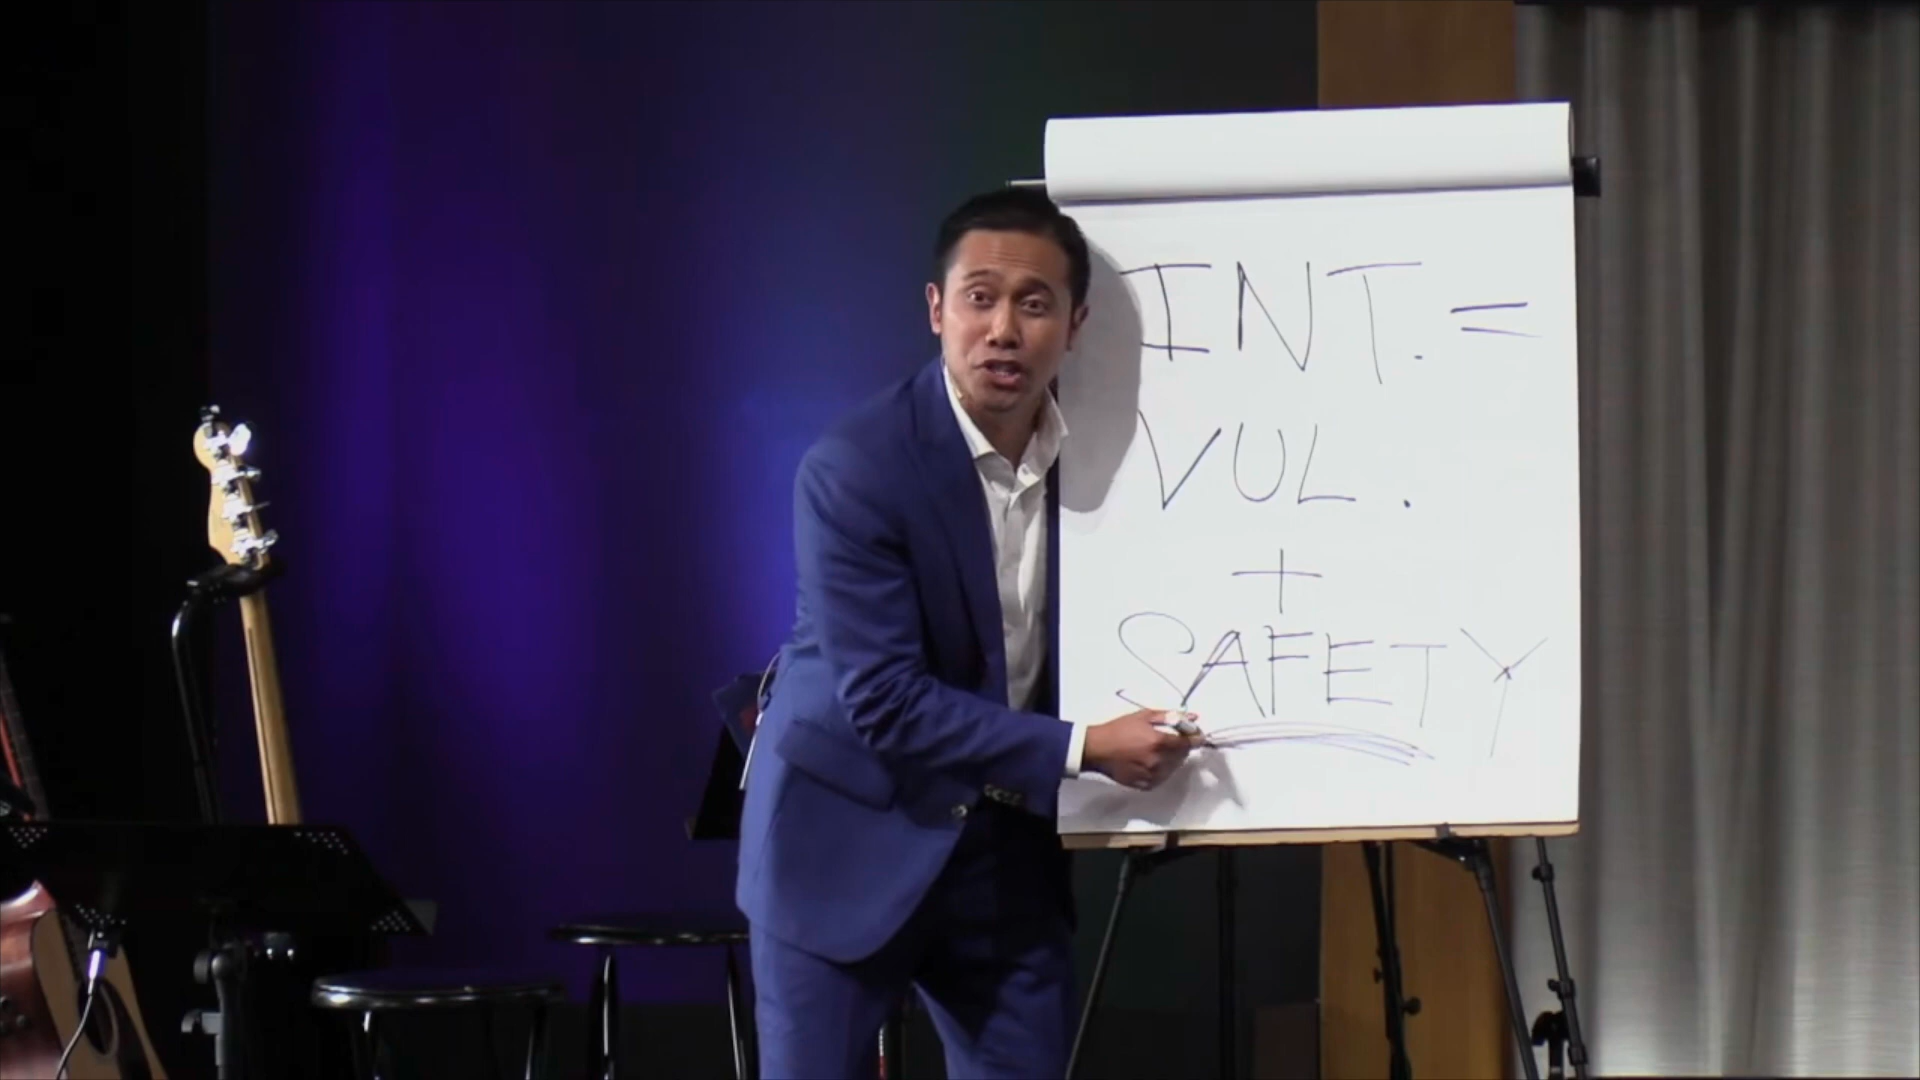 INT. =
VUL.
+
SAFETY